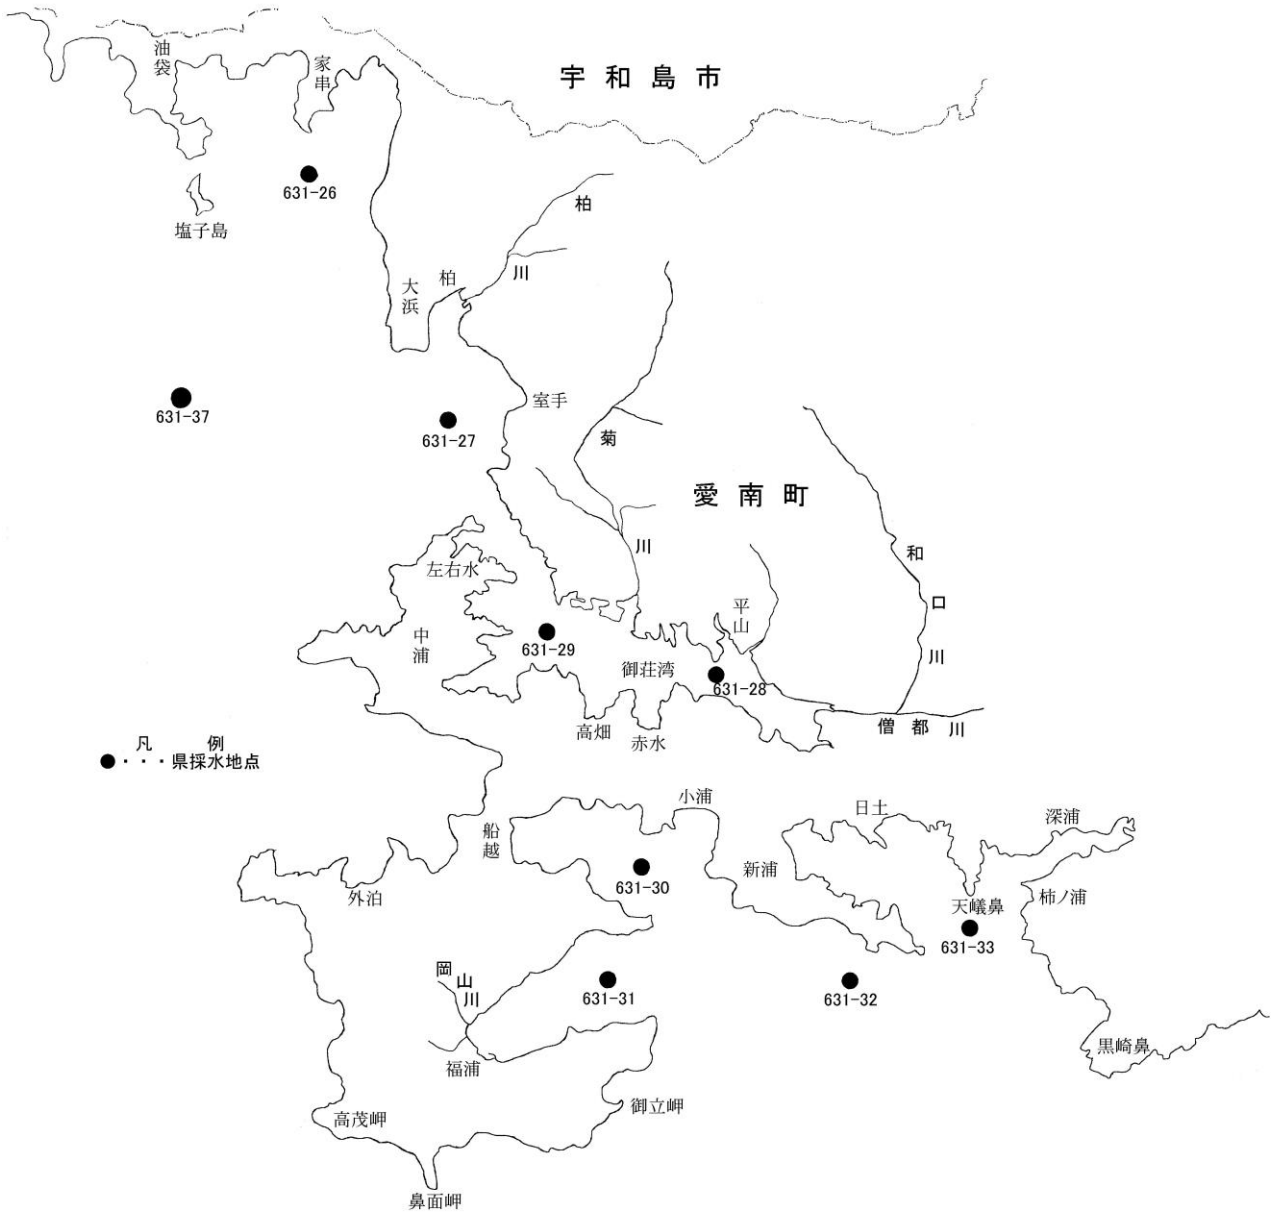 油袋
家串
宇和島市
631-26
塩子島
柏
川
柏
大浜
631-37
631-27
室手
菊
川
愛南町
和
口
川
左右水
平山
中浦
631-29
御荘湾
631-28
高畑
赤水
僧都川
凡例
●・・・県採水地点
船越
小浦
日土
深浦
新浦
631-30
外泊
天嶬鼻
柿ノ浦
631-33
岡山川
631-31
631-32
福浦
黒崎鼻
高茂岬
御立岬
鼻面岬